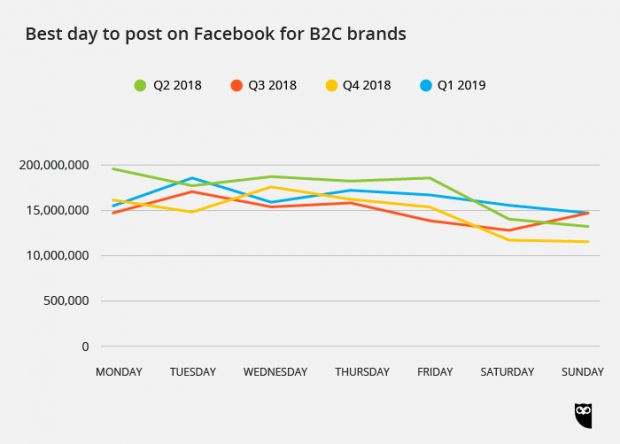 Best day to post on Facebook for B2C brands
Q2 2018 Q3 2018 Q4 2018 Q1 2019
200,000,000
15,000,000
10,000,000
500,000
0
MONDAY TUESDAY WEDNESDAY THURSDAY FRIDAY SATURDAY SUNDAY